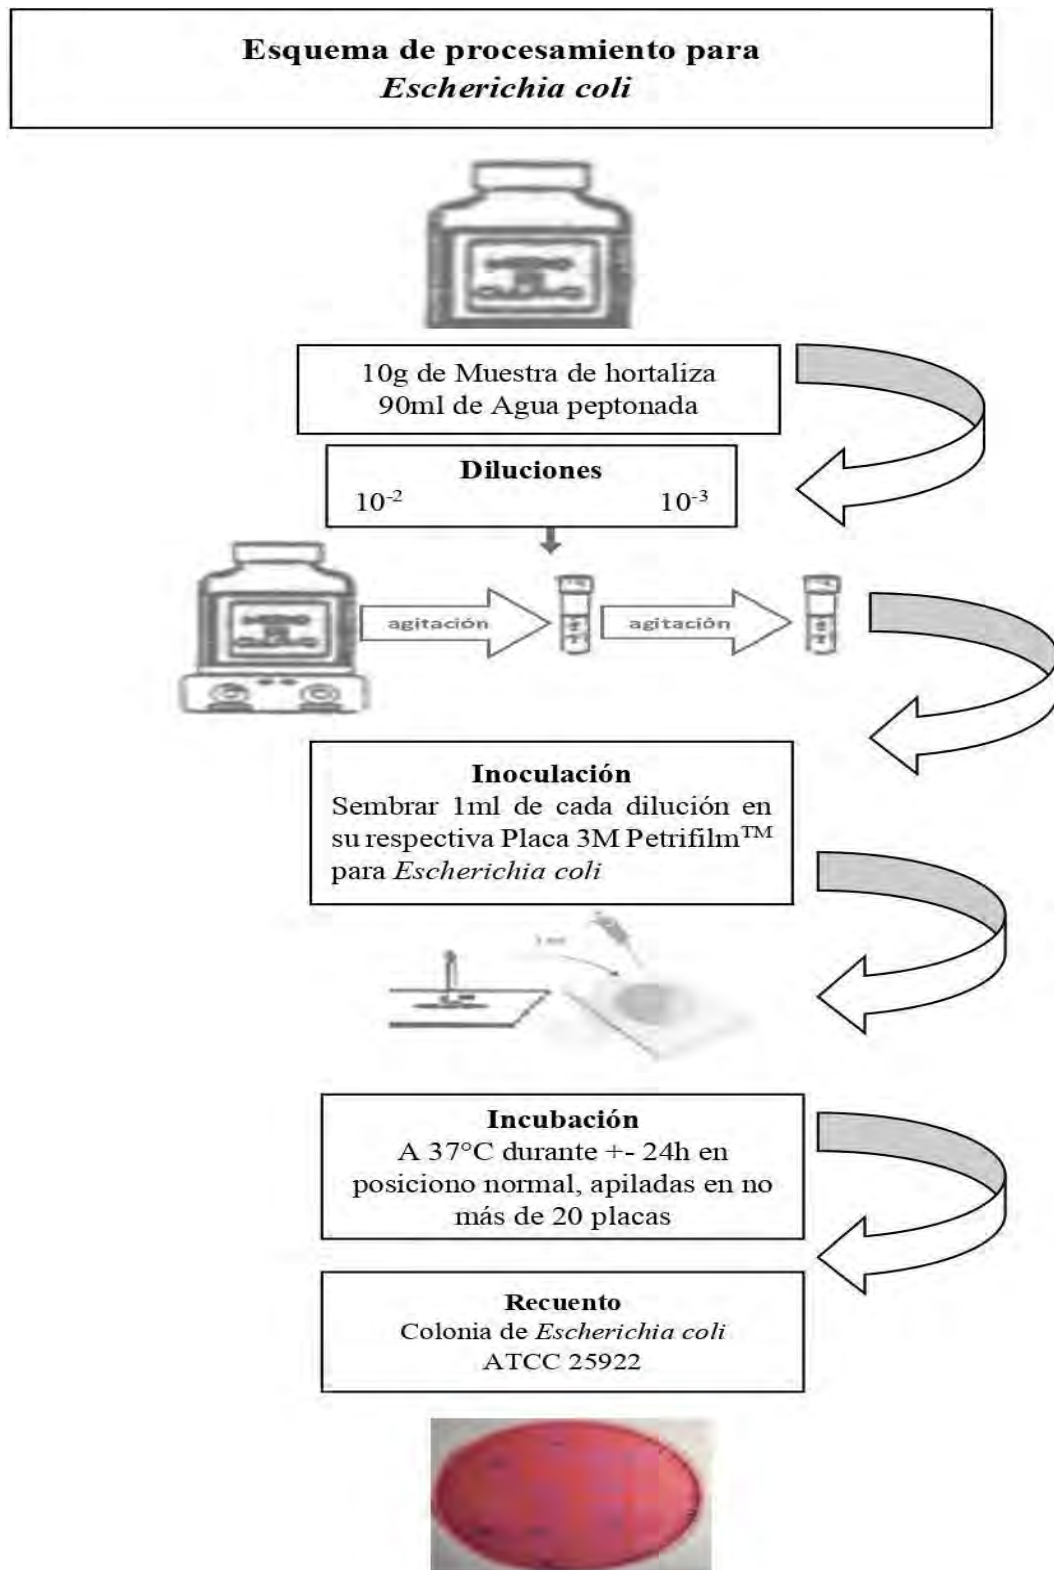 Esquema de procesamiento para
Escherichia coli
10g de Muestra de hortaliza
90ml de Agua peptonada
Diluciones
10⁻² 10⁻³
agitación agitación
Inoculación
Sembrar 1ml de cada dilución en
su respectiva Placa 3M Petrifilm™
para Escherichia coli
Incubación
A 37°C durante +- 24h en
posiciono normal, apiladas en no
más de 20 placas
Recuento
Colonia de Escherichia coli
ATCC 25922